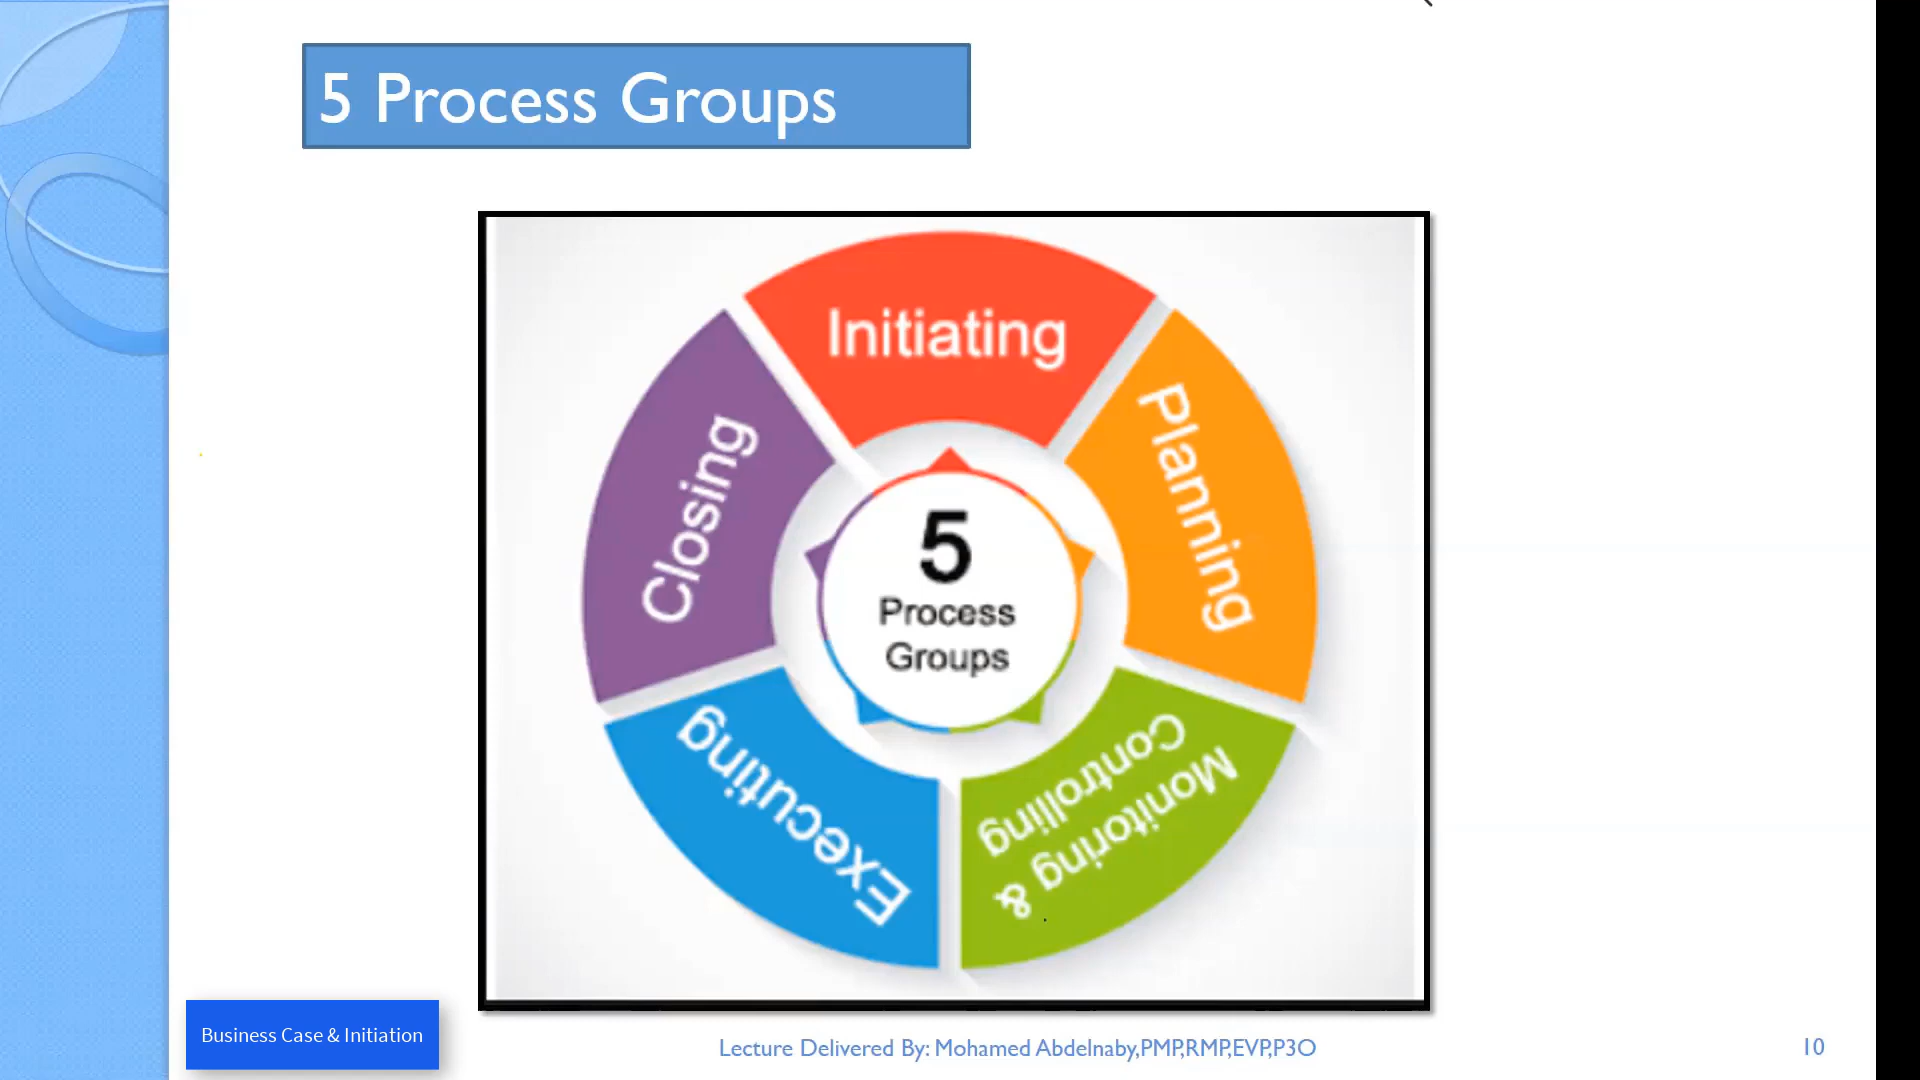 5 Process Groups
Initiating
Planning
Monitoring &
Controlling
Executing
Closing
5
Process
Groups
Business Case & Initiation
Lecture Delivered By: Mohamed Abdelnaby,PMP,RMP,EVP,P3O
10